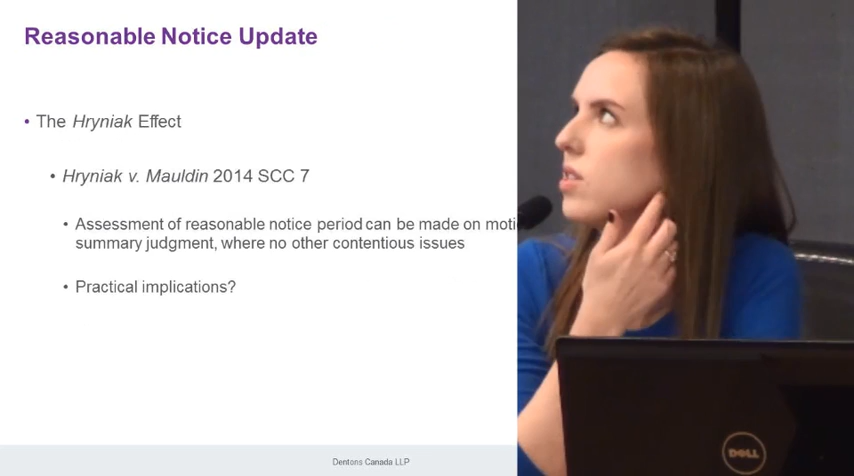 Reasonable Notice Update
• The Hryniak Effect
• Hryniak v. Mauldin 2014 SCC 7
• Assessment of reasonable notice period can be made on
summary judgment, where no other contentious issues
• Practical implications?
Dentons Canada LLP
DELL